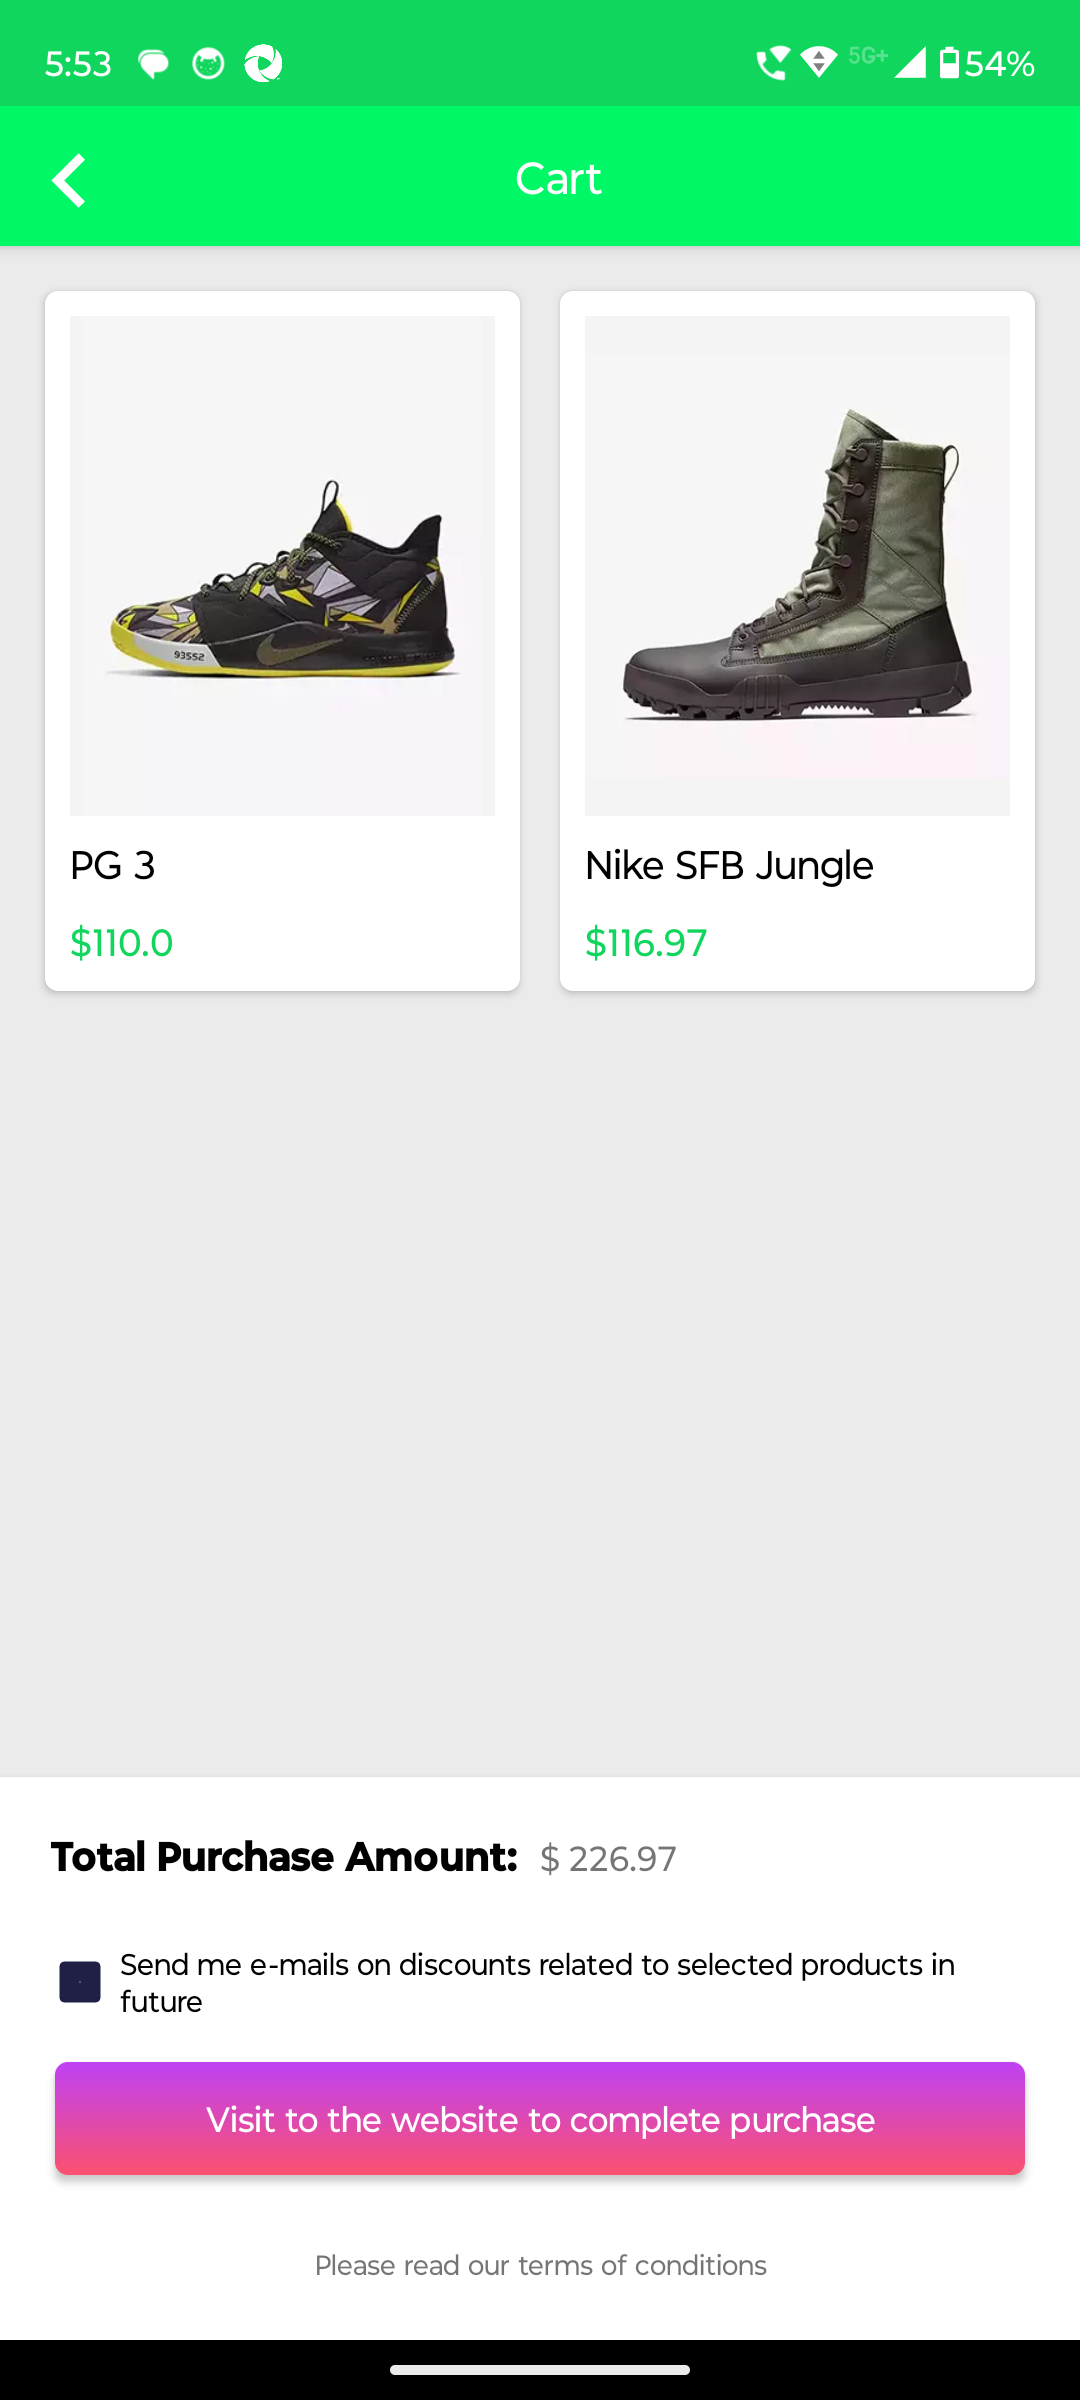 5:53
5G+
54%
Cart
93552
PG 3
$110.0
Nike SFB Jungle
$116.97
Total Purchase Amount: $ 226.97
Send me e-mails on discounts related to selected products in
future
Visit to the website to complete purchase
Please read our terms of conditions